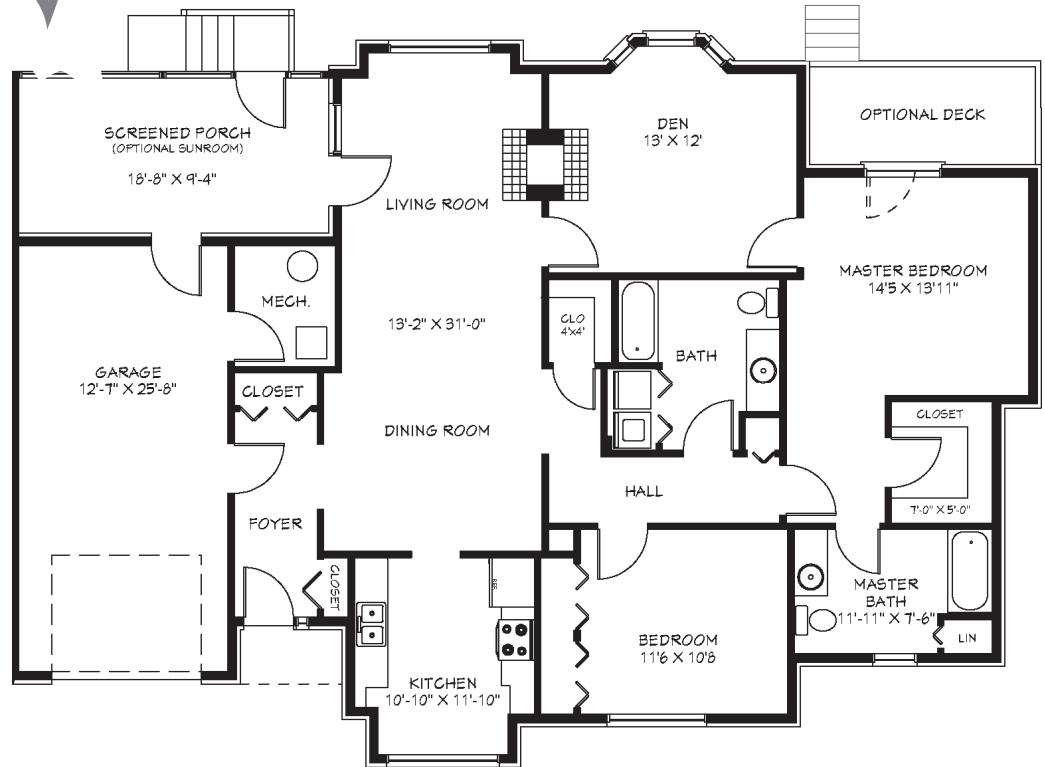 OPTIONAL DECK
SCREENED PORCH
(OPTIONAL SUNROOM)
18'-8" X 9'-4"
DEN
13' X 12'
LIVING ROOM
MASTER BEDROOM
14'5 X 13'11"
MECH.
13'-2" X 31'-0"
CLO
4'X4'
BATH
GARAGE
12'-7" X 25'-8"
CLOSET
CLOSET
DINING ROOM
HALL
7'-0" X 5'-0"
FOYER
CLOSET
REF.
MASTER
BATH
11'-11" X 7'-6"
LIN
BEDROOM
11'6 X 10'8
KITCHEN
10'-10" X 11'-10"